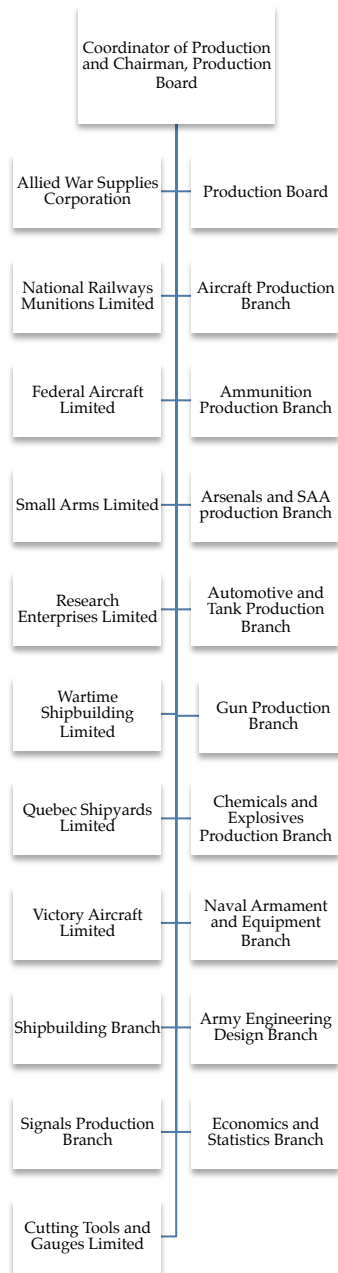 Coordinator of Production
and Chairman, Production
Board
Allied War Supplies
Corporation
Production Board
National Railways
Munitions Limited
Aircraft Production
Branch
Federal Aircraft
Limited
Ammunition
Production Branch
Small Arms Limited
Arsenals and SAA
production Branch
Research
Enterprises Limited
Automotive and
Tank Production
Branch
Wartime
Shipbuilding
Limited
Gun Production
Branch
Quebec Shipyards
Limited
Chemicals and
Explosives
Production Branch
Victory Aircraft
Limited
Naval Armament
and Equipment
Branch
Shipbuilding Branch
Army Engineering
Design Branch
Signals Production
Branch
Economics and
Statistics Branch
Cutting Tools and
Gauges Limited